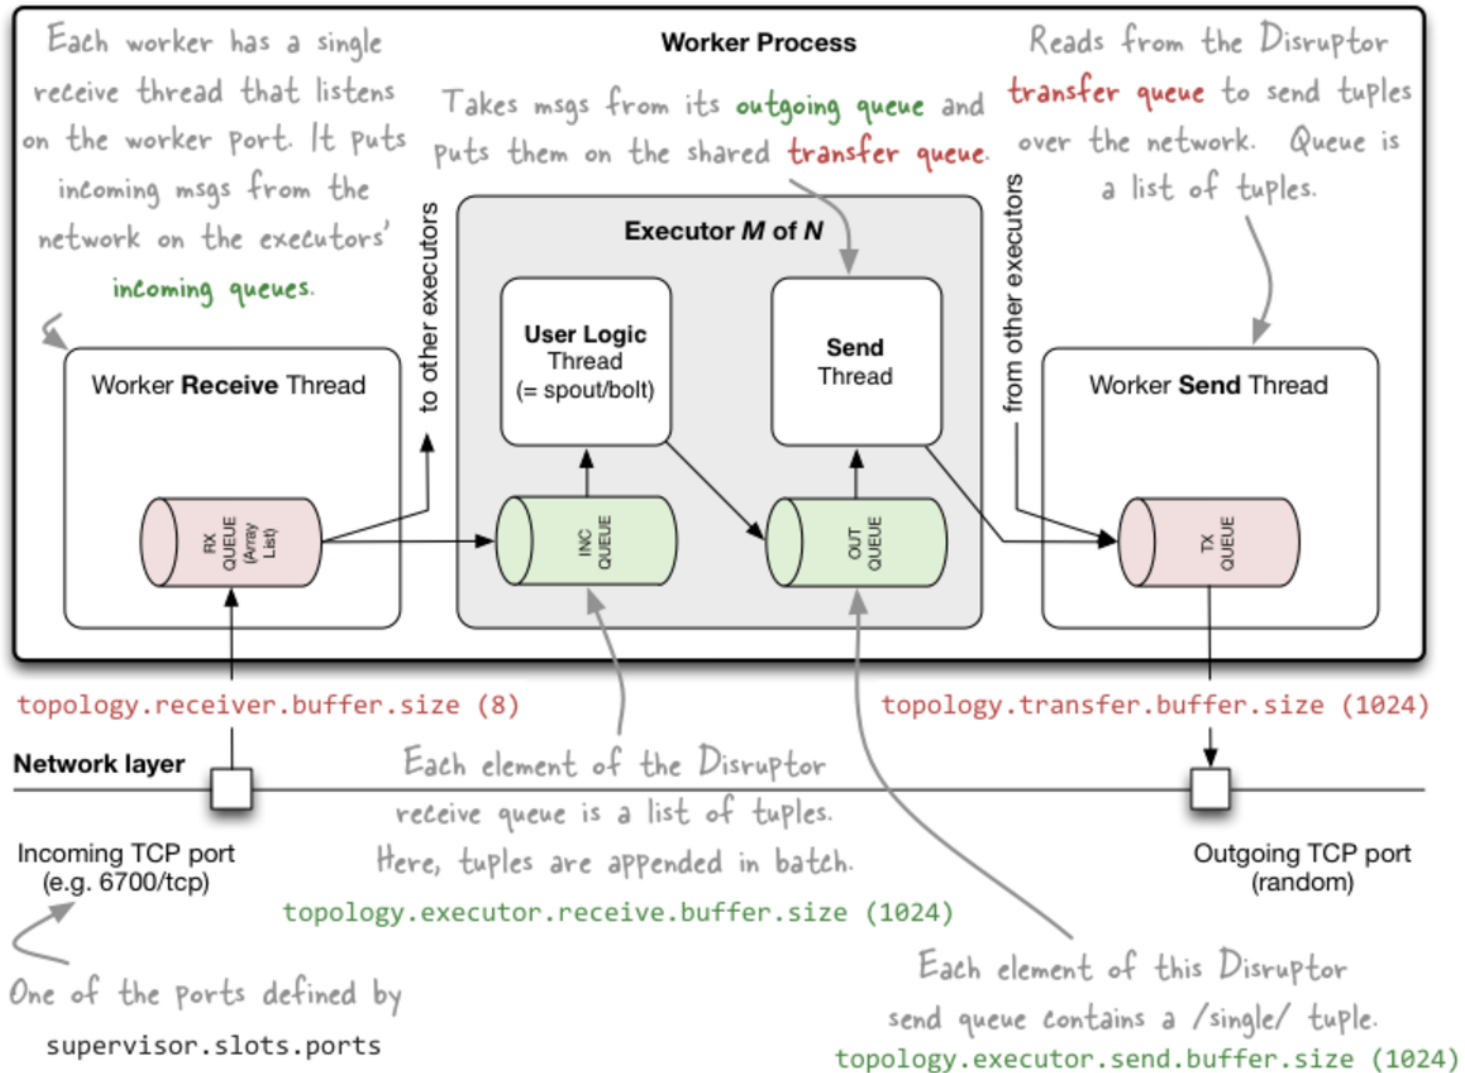 Each worker has a single
receive thread that listens
on the worker port. It puts
incoming msgs from the
network on the executors'
incoming queues.
Worker Process
Takes msgs from its outgoing queue and
puts them on the shared transfer queue.
Reads from the Disruptor
transfer queue to send tuples
over the network. Queue is
a list of tuples.
to other executors
Executor M of N
from other executors
Worker Receive Thread
User Logic
Thread
(= spout/bolt)
Send
Thread
Worker Send Thread
RX
QUEUE
(Array
List)
INC
QUEUE
OUT
QUEUE
TX
QUEUE
topology.receiver.buffer.size (8)
topology.transfer.buffer.size (1024)
Network layer
Each element of the Disruptor
receive queue is a list of tuples.
Here, tuples are appended in batch.
topology.executor.receive.buffer.size (1024)
Incoming TCP port
(e.g. 6700/tcp)
Outgoing TCP port
(random)
One of the ports defined by
supervisor.slots.ports
Each element of this Disruptor
send queue contains a /single/ tuple.
topology.executor.send.buffer.size (1024)